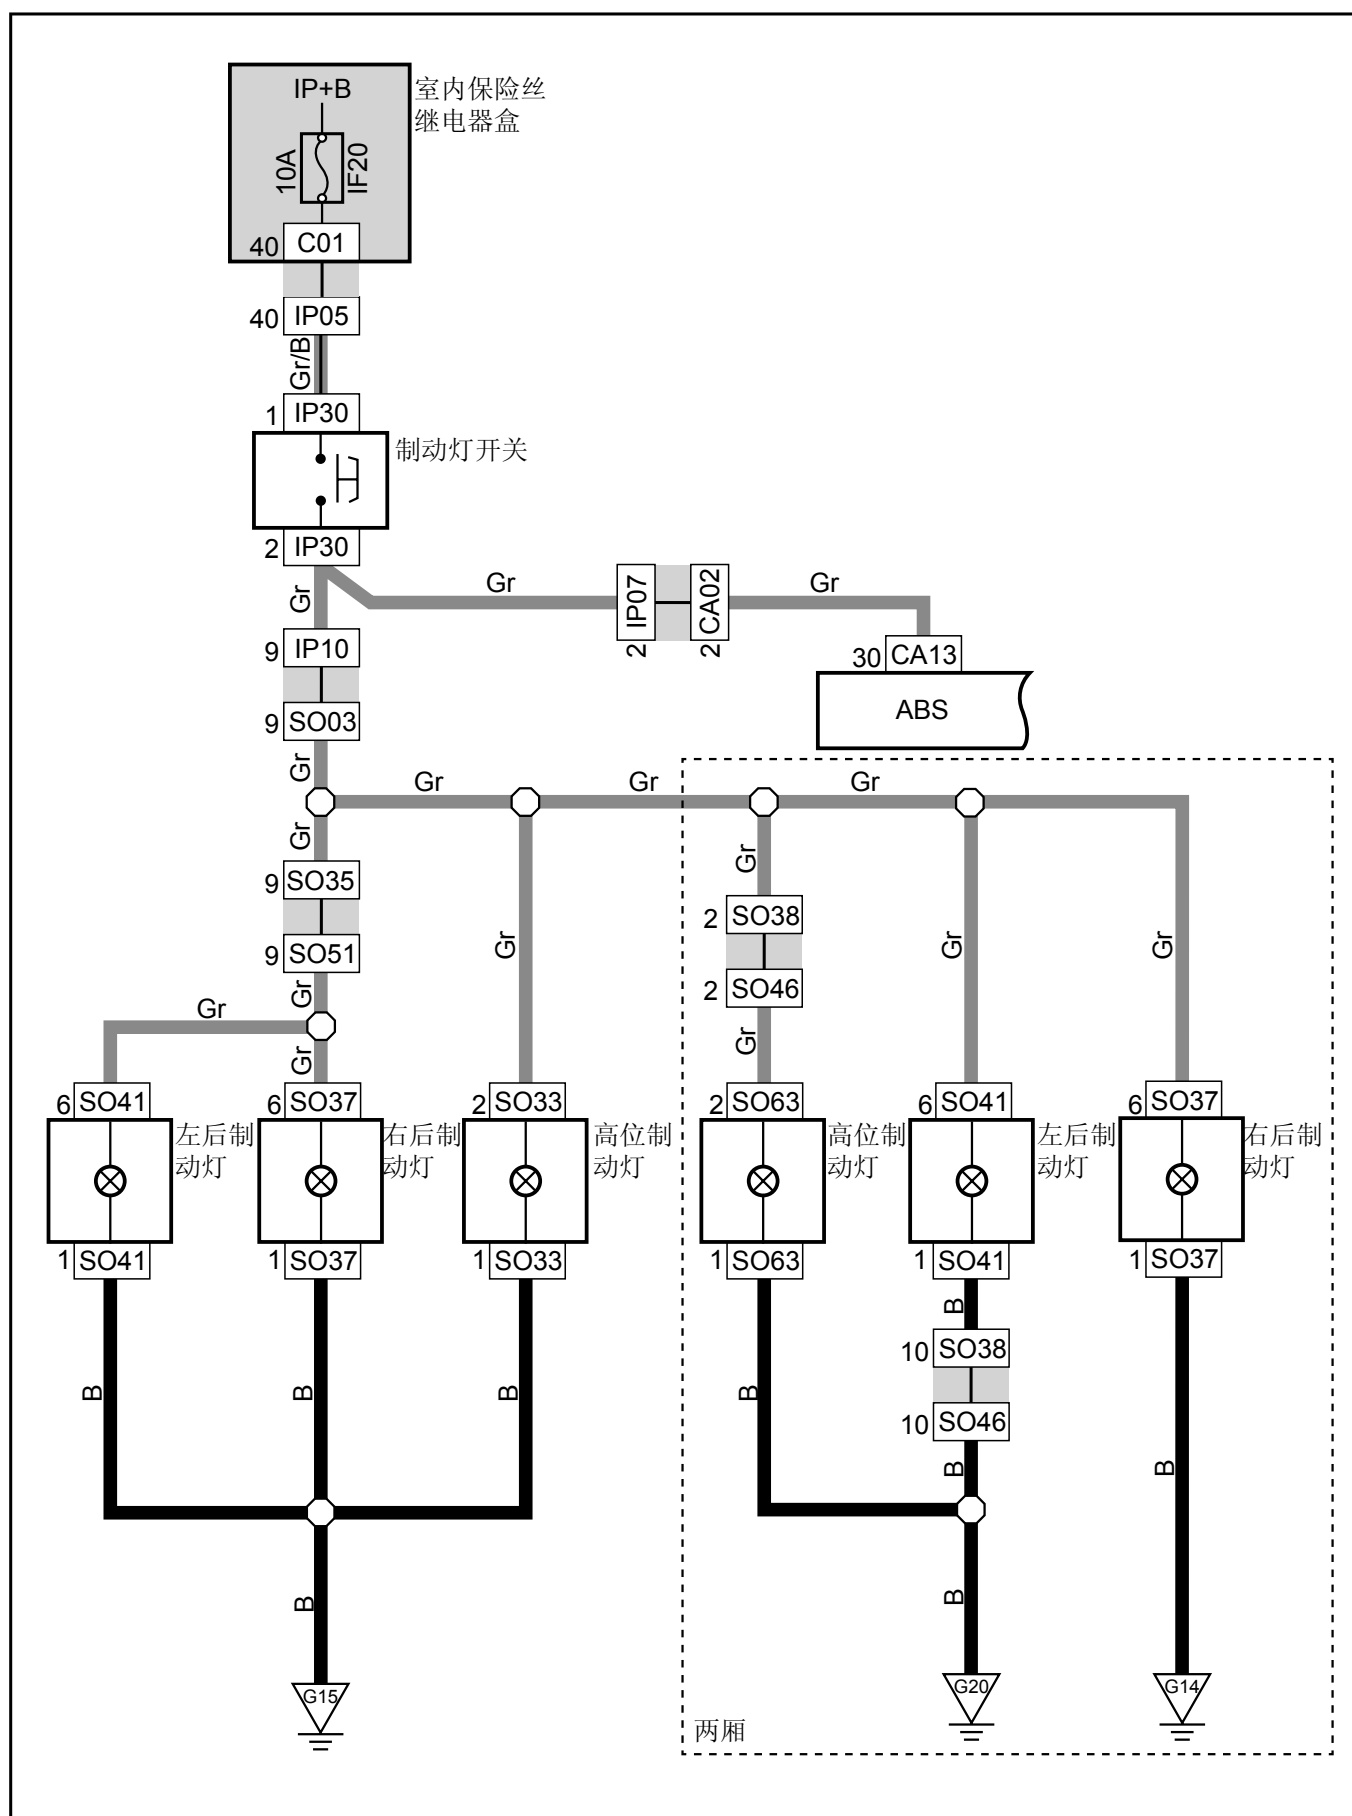 IP+B
室内保险丝
继电器盒
10A
IF20
40
C01
40
IP05
Gr/B
1
IP30
制动灯开关
2
IP30
Gr
Gr
Gr
IP07
2
CA02
2
9
IP10
30
CA13
ABS
9
SO03
Gr
Gr
Gr
Gr
Gr
Gr
9
SO35
2
SO38
Gr
Gr
Gr
9
SO51
2
SO46
Gr
Gr
Gr
Gr
6
SO41
6
SO37
2
SO33
2
SO63
6
SO41
6
SO37
左后制
动灯
右后制
动灯
高位制
动灯
高位制
动灯
左后制
动灯
右后制
动灯
1
SO41
1
SO37
1
SO33
1
SO63
1
SO41
1
SO37
B
10
SO38
B
B
B
B
10
SO46
B
B
B
B
G15
G20
G14
两厢